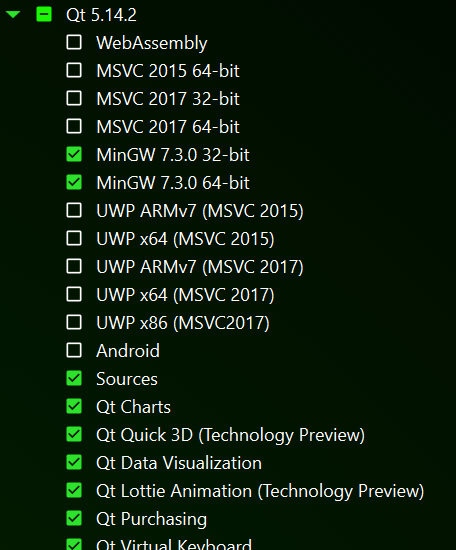 Qt 5.14.2
WebAssembly
MSVC 2015 64-bit
MSVC 2017 32-bit
MSVC 2017 64-bit
MinGW 7.3.0 32-bit
MinGW 7.3.0 64-bit
UWP ARMv7 (MSVC 2015)
UWP x64 (MSVC 2015)
UWP ARMv7 (MSVC 2017)
UWP x64 (MSVC 2017)
UWP x86 (MSVC2017)
Android
Sources
Qt Charts
Qt Quick 3D (Technology Preview)
Qt Data Visualization
Qt Lottie Animation (Technology Preview)
Qt Purchasing
Qt Virtual Keyboard